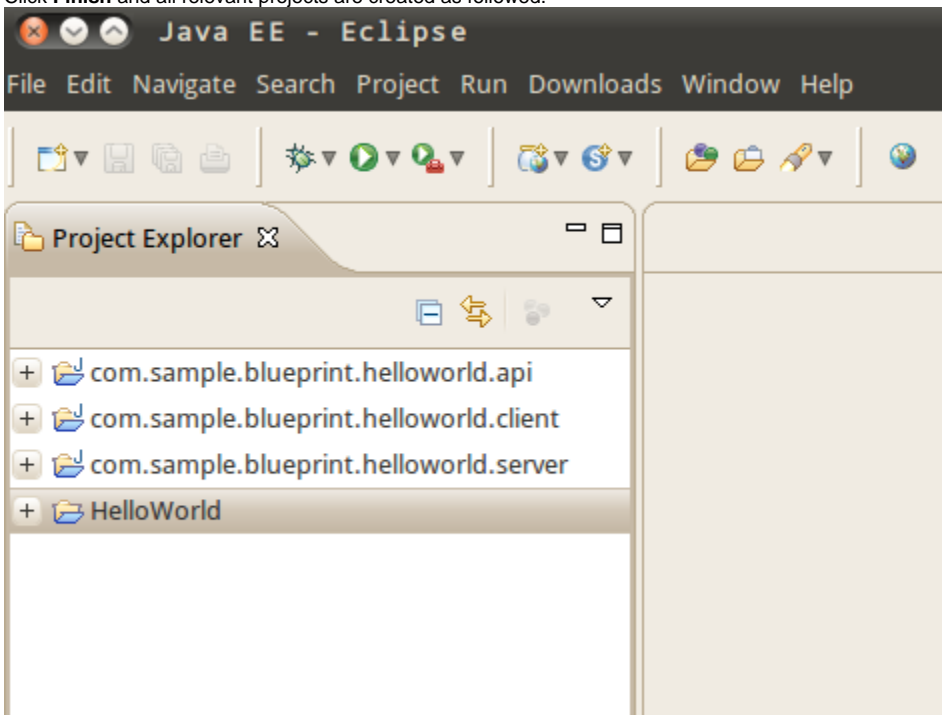 Click Finish and all relevant projects are created as followed.
Java EE - Eclipse
File Edit Navigate Search Project Run Downloads Window Help
Project Explorer
com.sample.blueprint.helloworld.api
com.sample.blueprint.helloworld.client
com.sample.blueprint.helloworld.server
HelloWorld